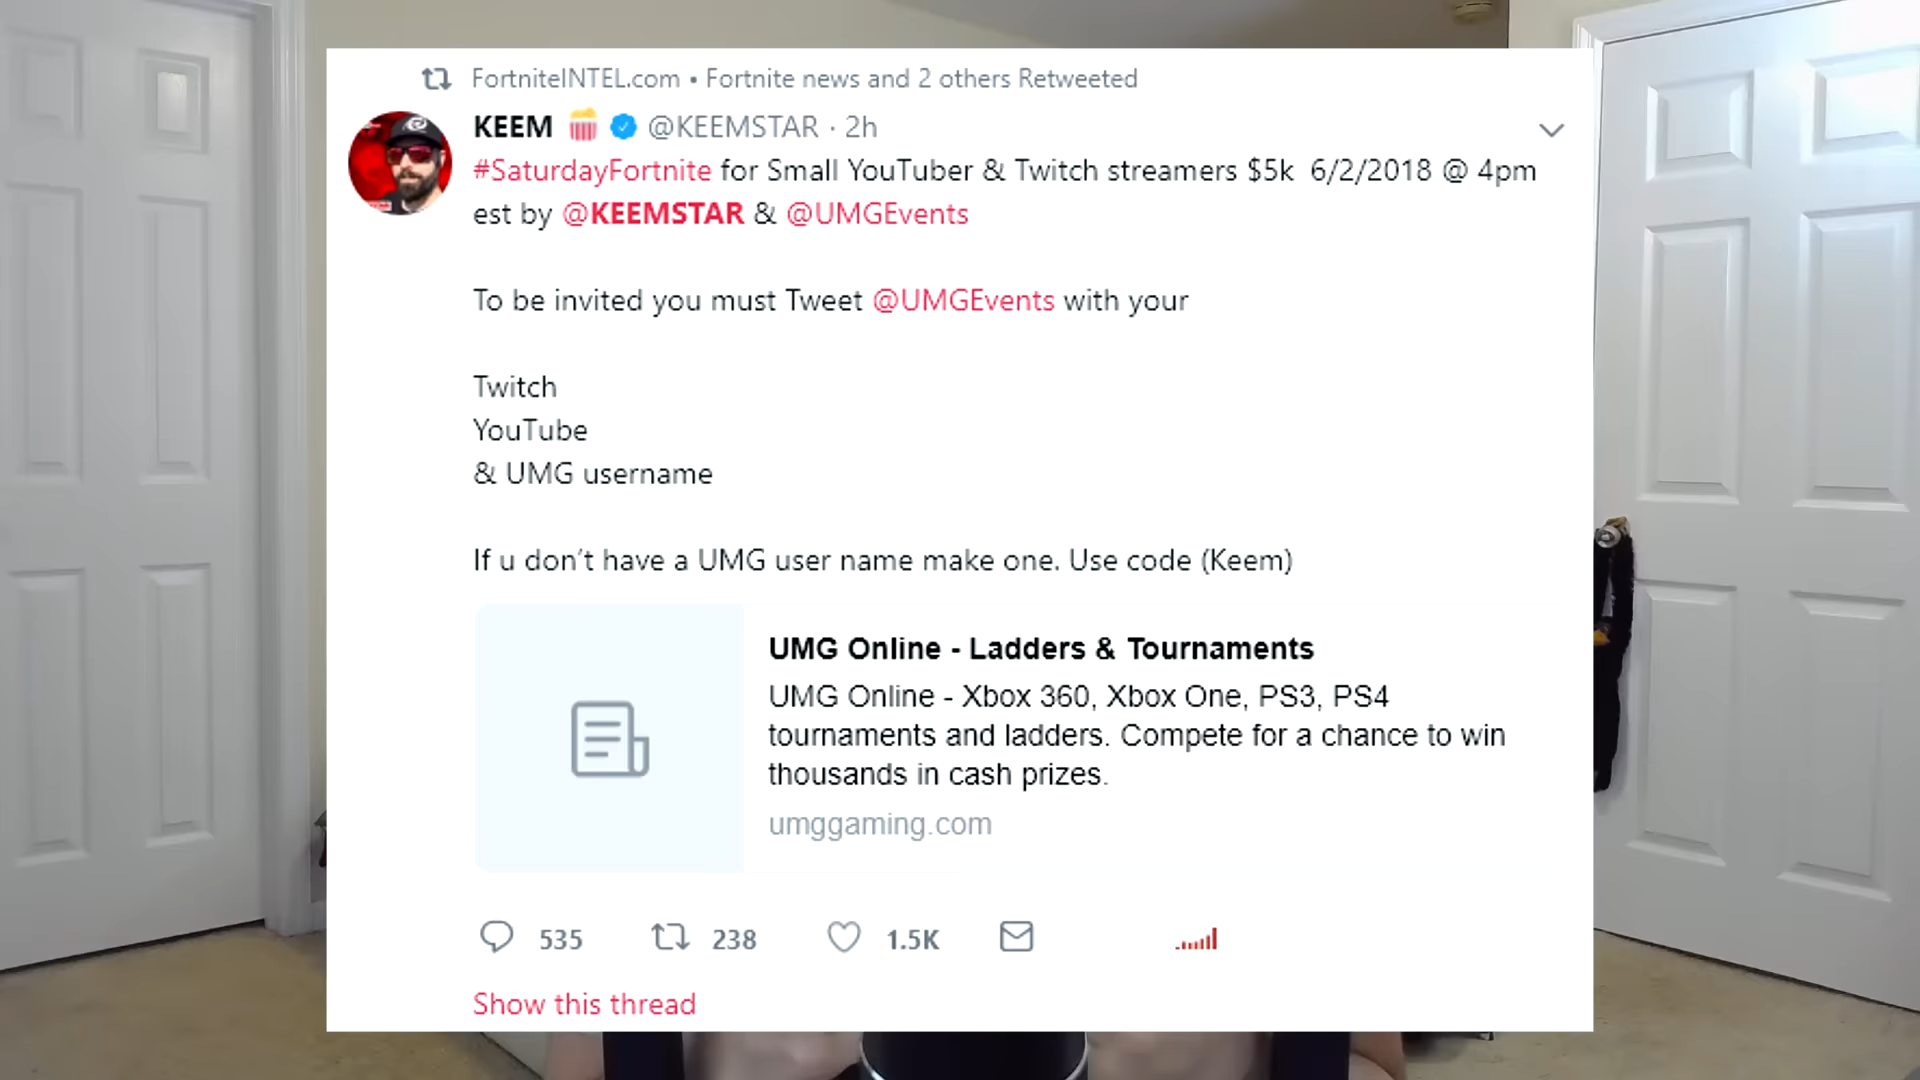 FortniteINTEL.com • Fortnite news and 2 others Retweeted
KEEM 🍿 @KEEMSTAR · 2h
#SaturdayFortnite for Small YouTuber & Twitch streamers $5k 6/2/2018 @ 4pm
est by @KEEMSTAR & @UMGEvents
To be invited you must Tweet @UMGEvents with your
Twitch
YouTube
& UMG username
If u don’t have a UMG user name make one. Use code (Keem)
UMG Online - Ladders & Tournaments
UMG Online - Xbox 360, Xbox One, PS3, PS4
tournaments and ladders. Compete for a chance to win
thousands in cash prizes.
umggaming.com
535 238 1.5K
Show this thread